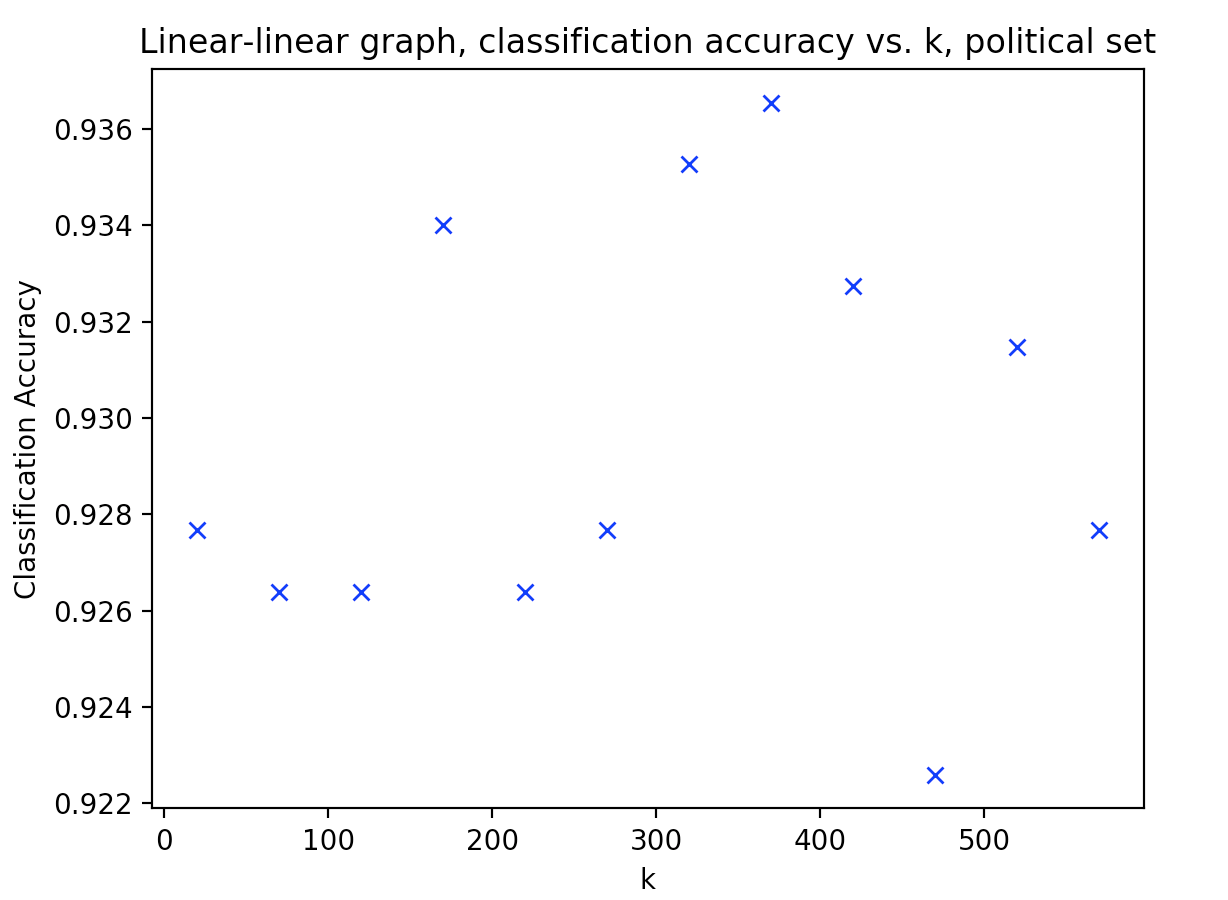 Linear-linear graph, classification accuracy vs. k, political set
0.936
0.934
0.932
0.930
0.928
0.926
0.924
0.922
Classification Accuracy
0 100 200 300 400 500
k